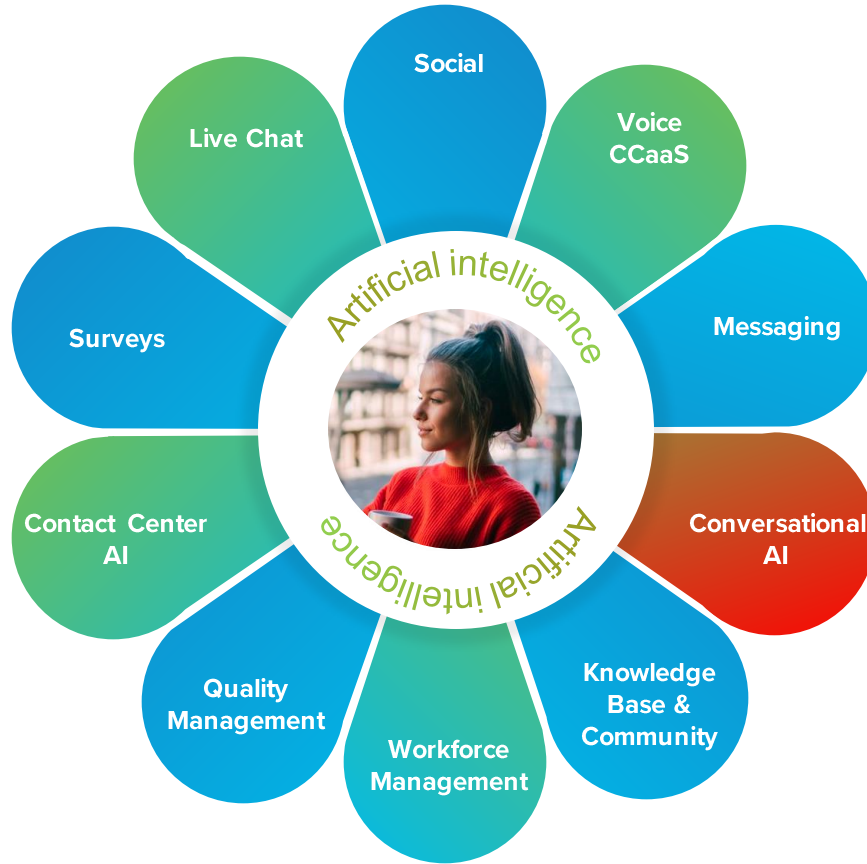 Social
Voice
CCaaS
Live Chat
Artificial intelligence
Messaging
Surveys
Contact Center
AI
Conversational
AI
Artificial intelligence
Knowledge
Base &
Community
Quality
Management
Workforce
Management